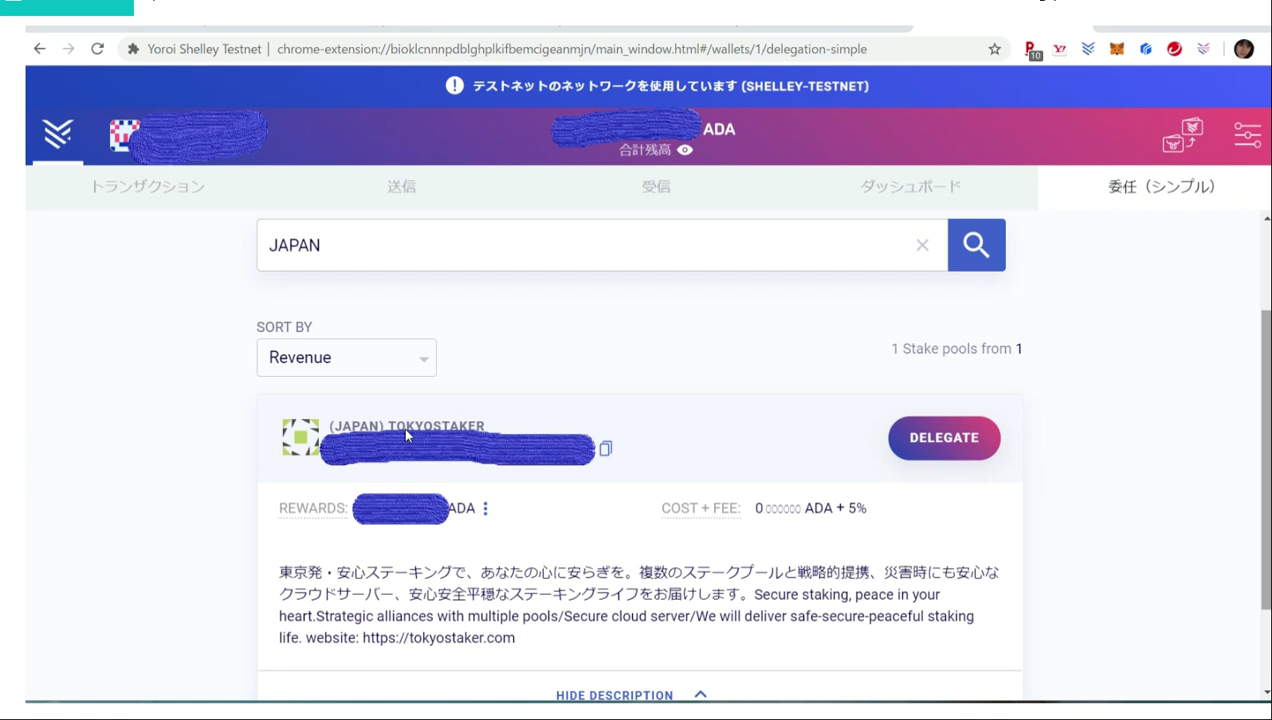 Yoroi Shelley Testnet | chrome-extension://bioklcnnnpdblghplkifbemcigeanmjn/main_window.html#/wallets/1/delegation-simple
10
テストネットのネットワークを使用しています (SHELLEY-TESTNET)
ADA
合計残高
トランザクション 送信 受信 ダッシュボード 委任（シンプル）
JAPAN
SORT BY
Revenue
1 Stake pools from 1
(JAPAN) TOKYOSTAKER
DELEGATE
REWARDS: ADA
COST + FEE: 0.000000 ADA + 5%
東京発・安心ステーキングで、あなたの心に安らぎを。複数のステークプールと戦略的提携、災害時にも安心な
クラウドサーバー、安心安全平穏なステーキングライフをお届けします。Secure staking, peace in your
heart.Strategic alliances with multiple pools/Secure cloud server/We will deliver safe-secure-peaceful staking
life. website: https://tokyostaker.com
HIDE DESCRIPTION